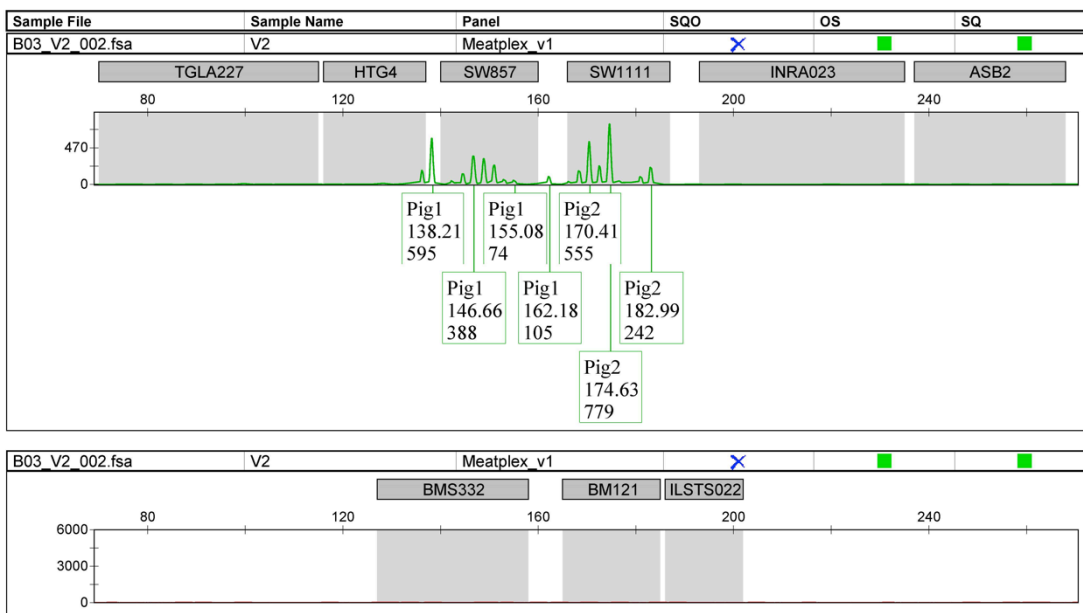 Sample File Sample Name Panel SQO OS SQ
B03_V2_002.fsa V2 Meatplex_v1
TGLA227 HTG4 SW857 SW1111 INRA023 ASB2
80 120 160 200 240
470
0
Pig1
138.21
595
Pig1
155.08
74
Pig2
170.41
555
Pig1
146.66
388
Pig1
162.18
105
Pig2
182.99
242
Pig2
174.63
779
B03_V2_002.fsa V2 Meatplex_v1
BMS332 BM121 ILSTS022
80 120 160 200 240
6000
3000
0